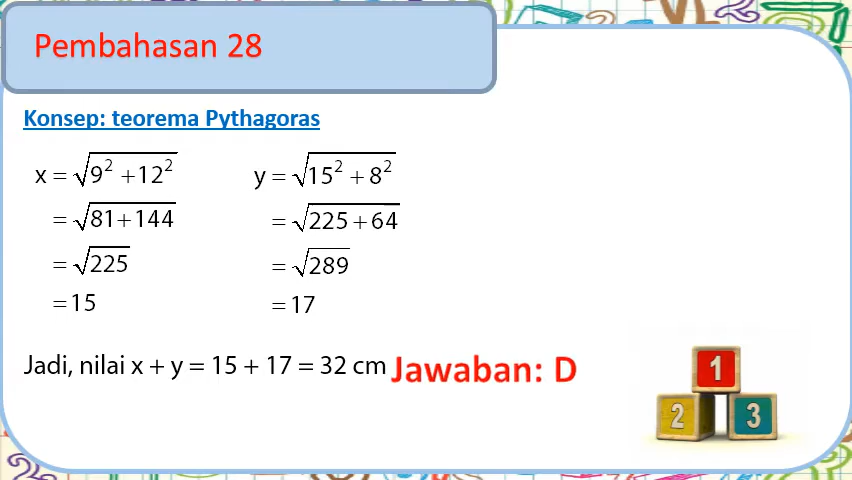 Pembahasan 28
Konsep: teorema Pythagoras
x = √(9² + 12²)
= √(81 + 144)
= √225
= 15
y = √(15² + 8²)
= √(225 + 64)
= √289
= 17
Jadi, nilai x + y = 15 + 17 = 32 cm Jawaban: D
1
2 3